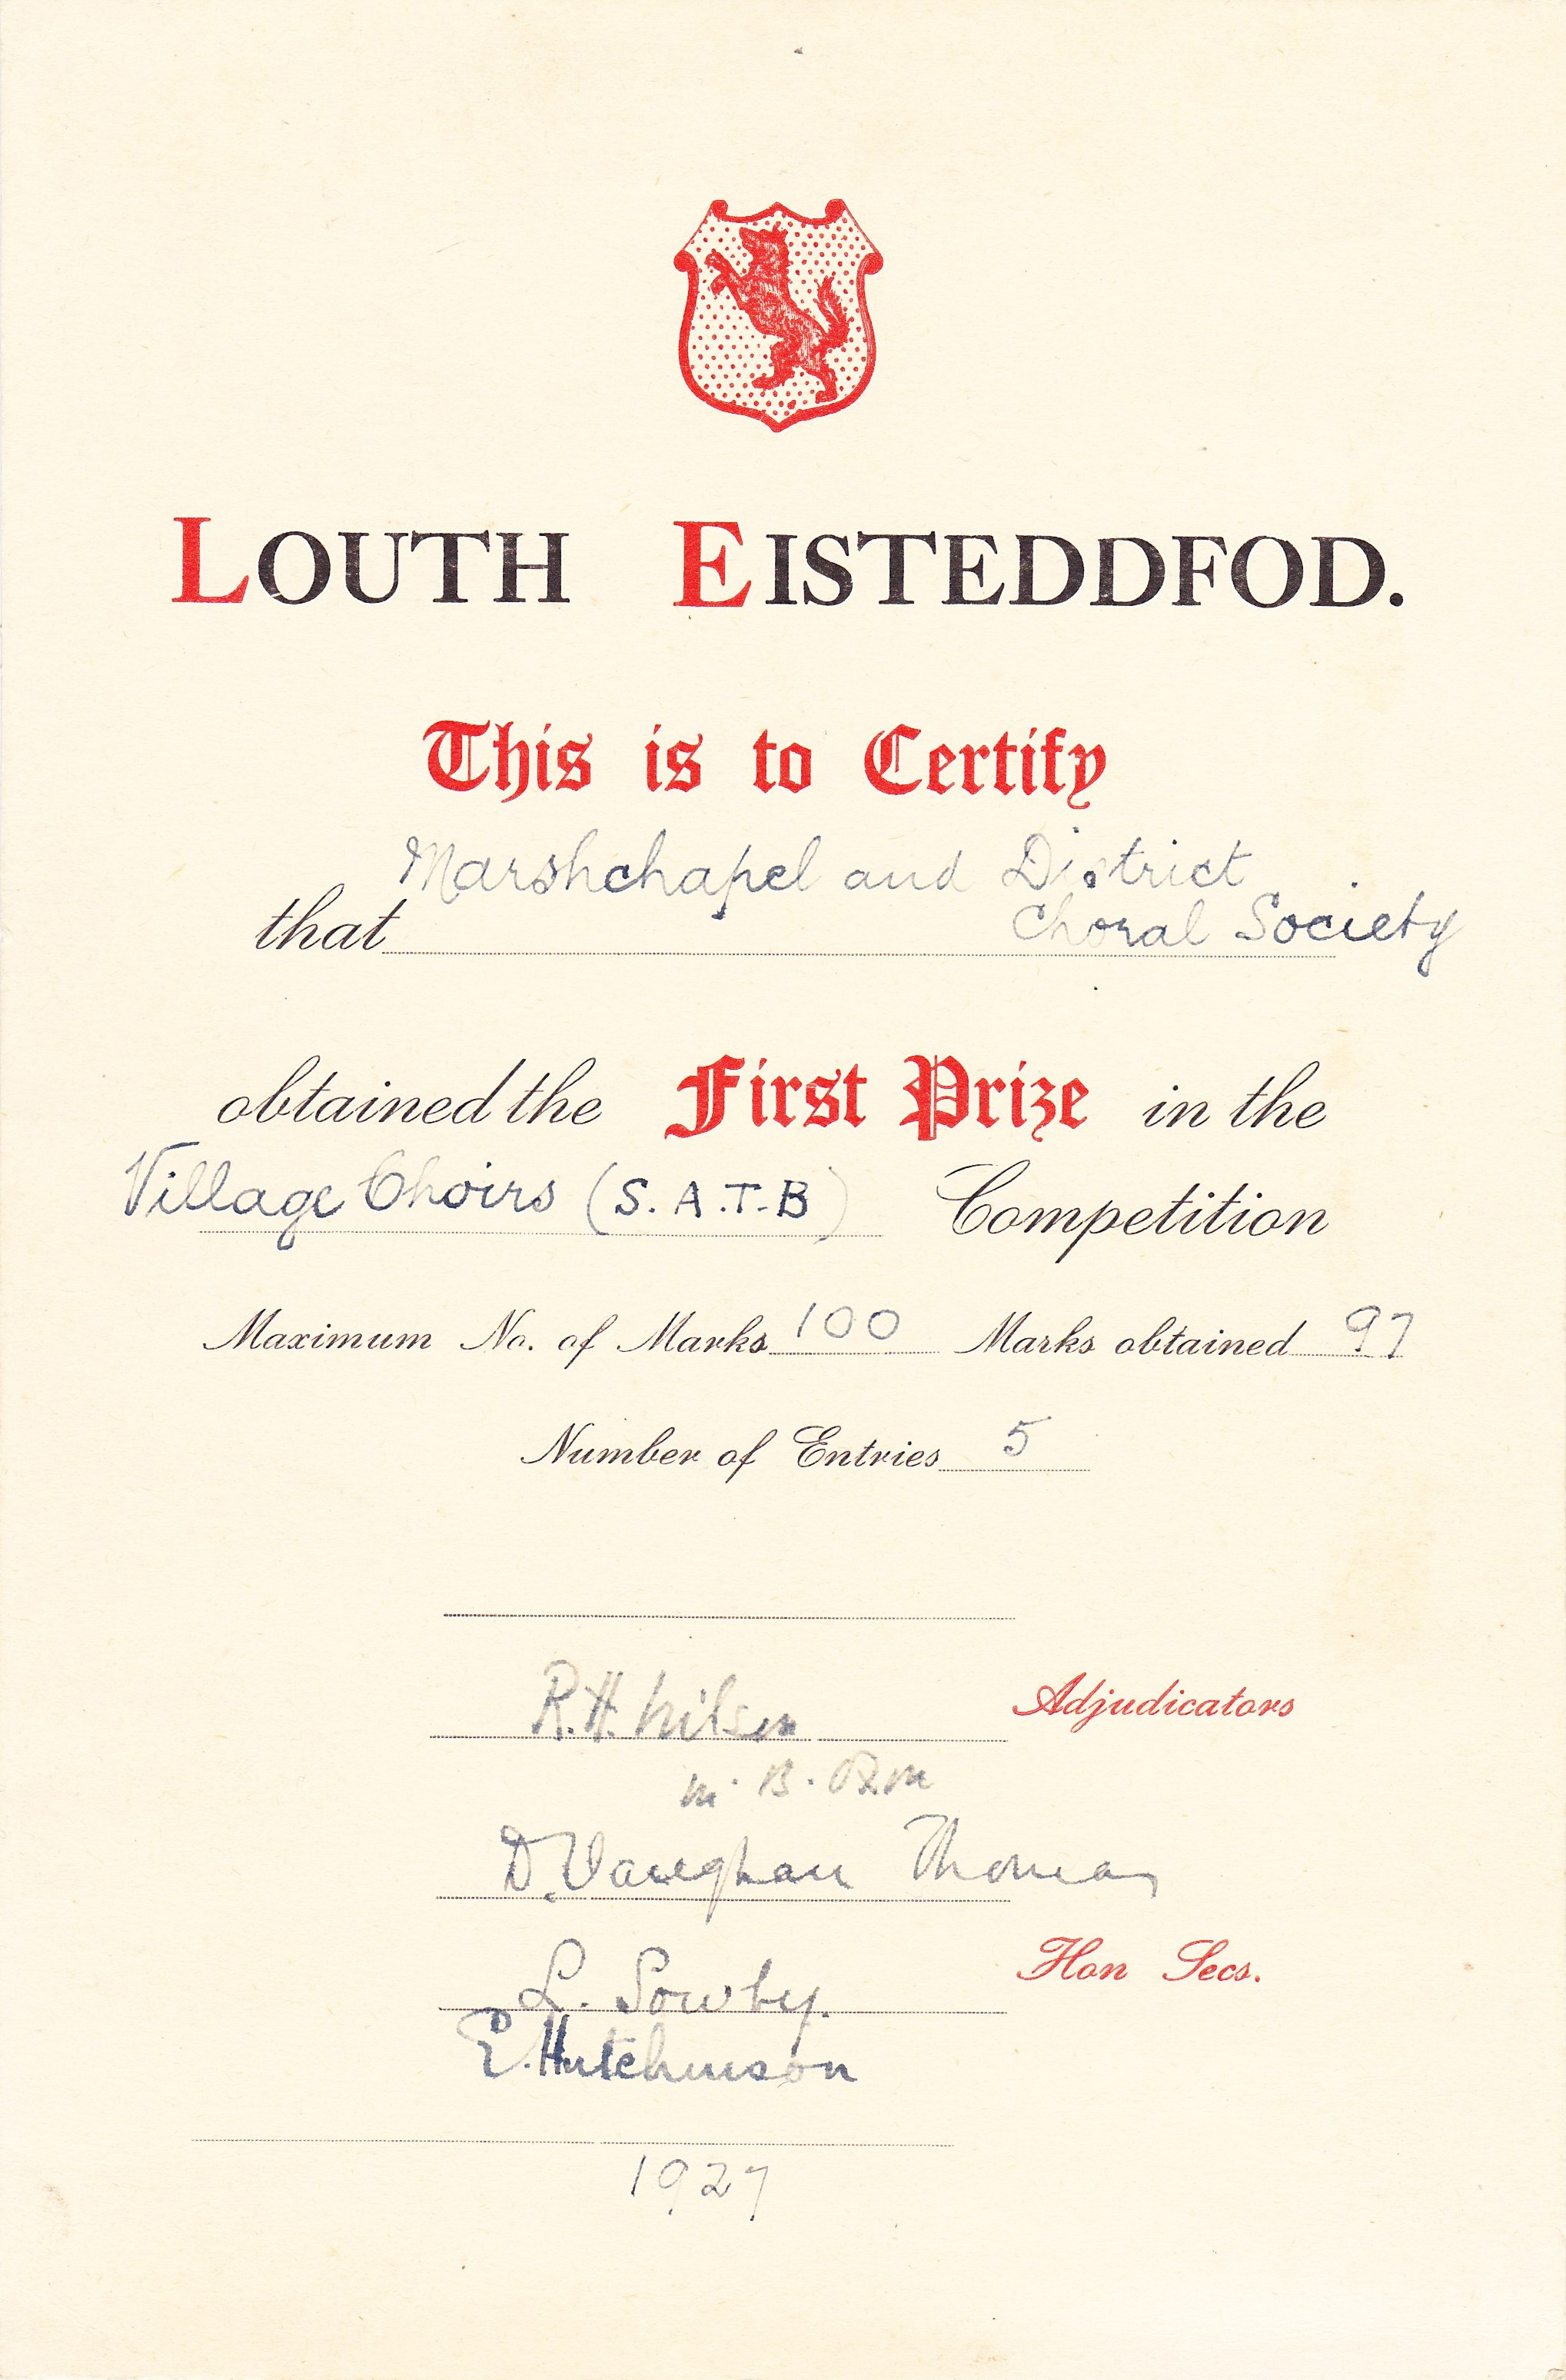 LOUTH EISTEDDFOD.
This is to Certify
Marshchapel and District
that Choral Society
obtained the First Prize in the
Village Choirs (S. A. T. B) Competition
Maximum No. of Marks 100 Marks obtained 97
Number of Entries 5
R. H. Wilson Adjudicators
D. Vaughan Thomas
L. Sowby. Hon Secs.
E. Hutchinson
1927